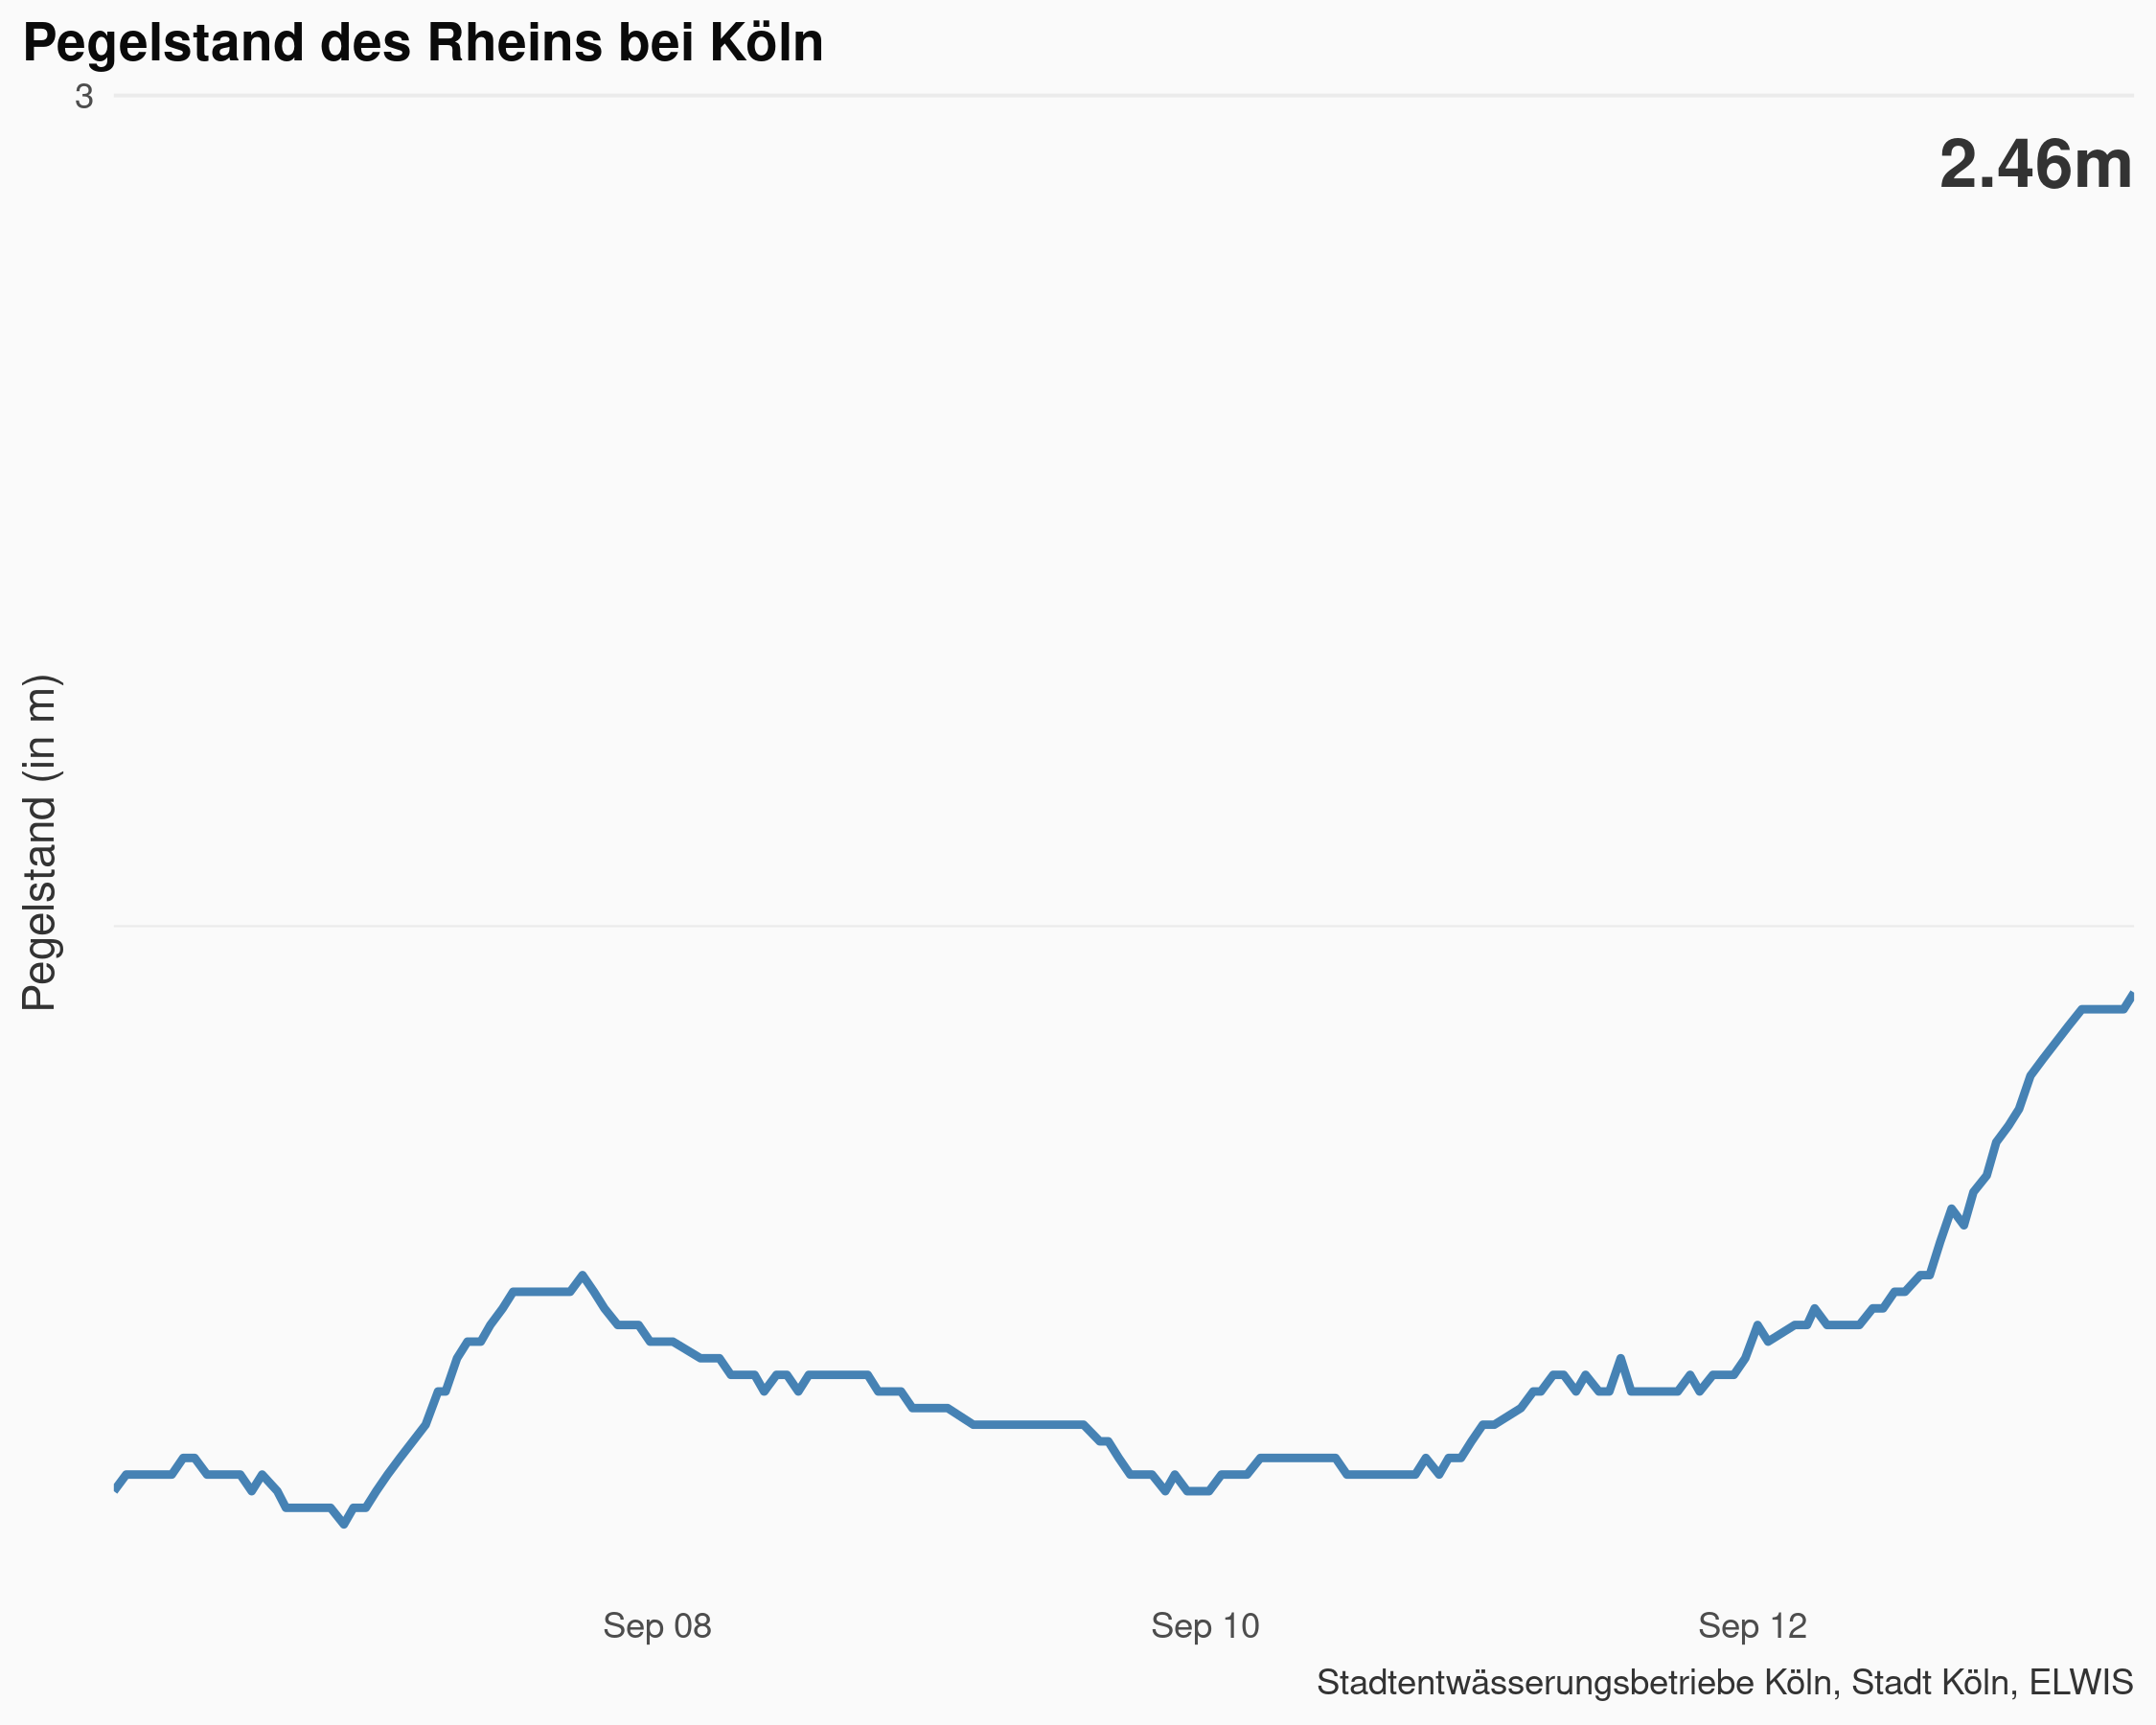 Pegelstand des Rheins bei Köln
3
2.46m
Pegelstand (in m)
Sep 08
Sep 10
Sep 12
Stadtentwässerungsbetriebe Köln, Stadt Köln, ELWIS